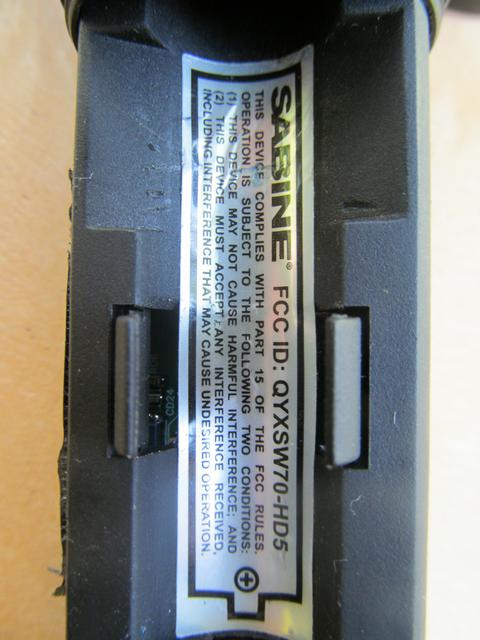 SABINE® FCC ID: QYXSW70-HD5
THIS DEVICE COMPLIES WITH PART 15 OF THE FCC RULES.
OPERATION IS SUBJECT TO THE FOLLOWING TWO CONDITIONS:
(1) THIS DEVICE MAY NOT CAUSE HARMFUL INTERFERENCE; AND
(2) THIS DEVICE MUST ACCEPT ANY INTERFERENCE RECEIVED,
INCLUDING INTERFERENCE THAT MAY CAUSE UNDESIRED OPERATION.
CD24